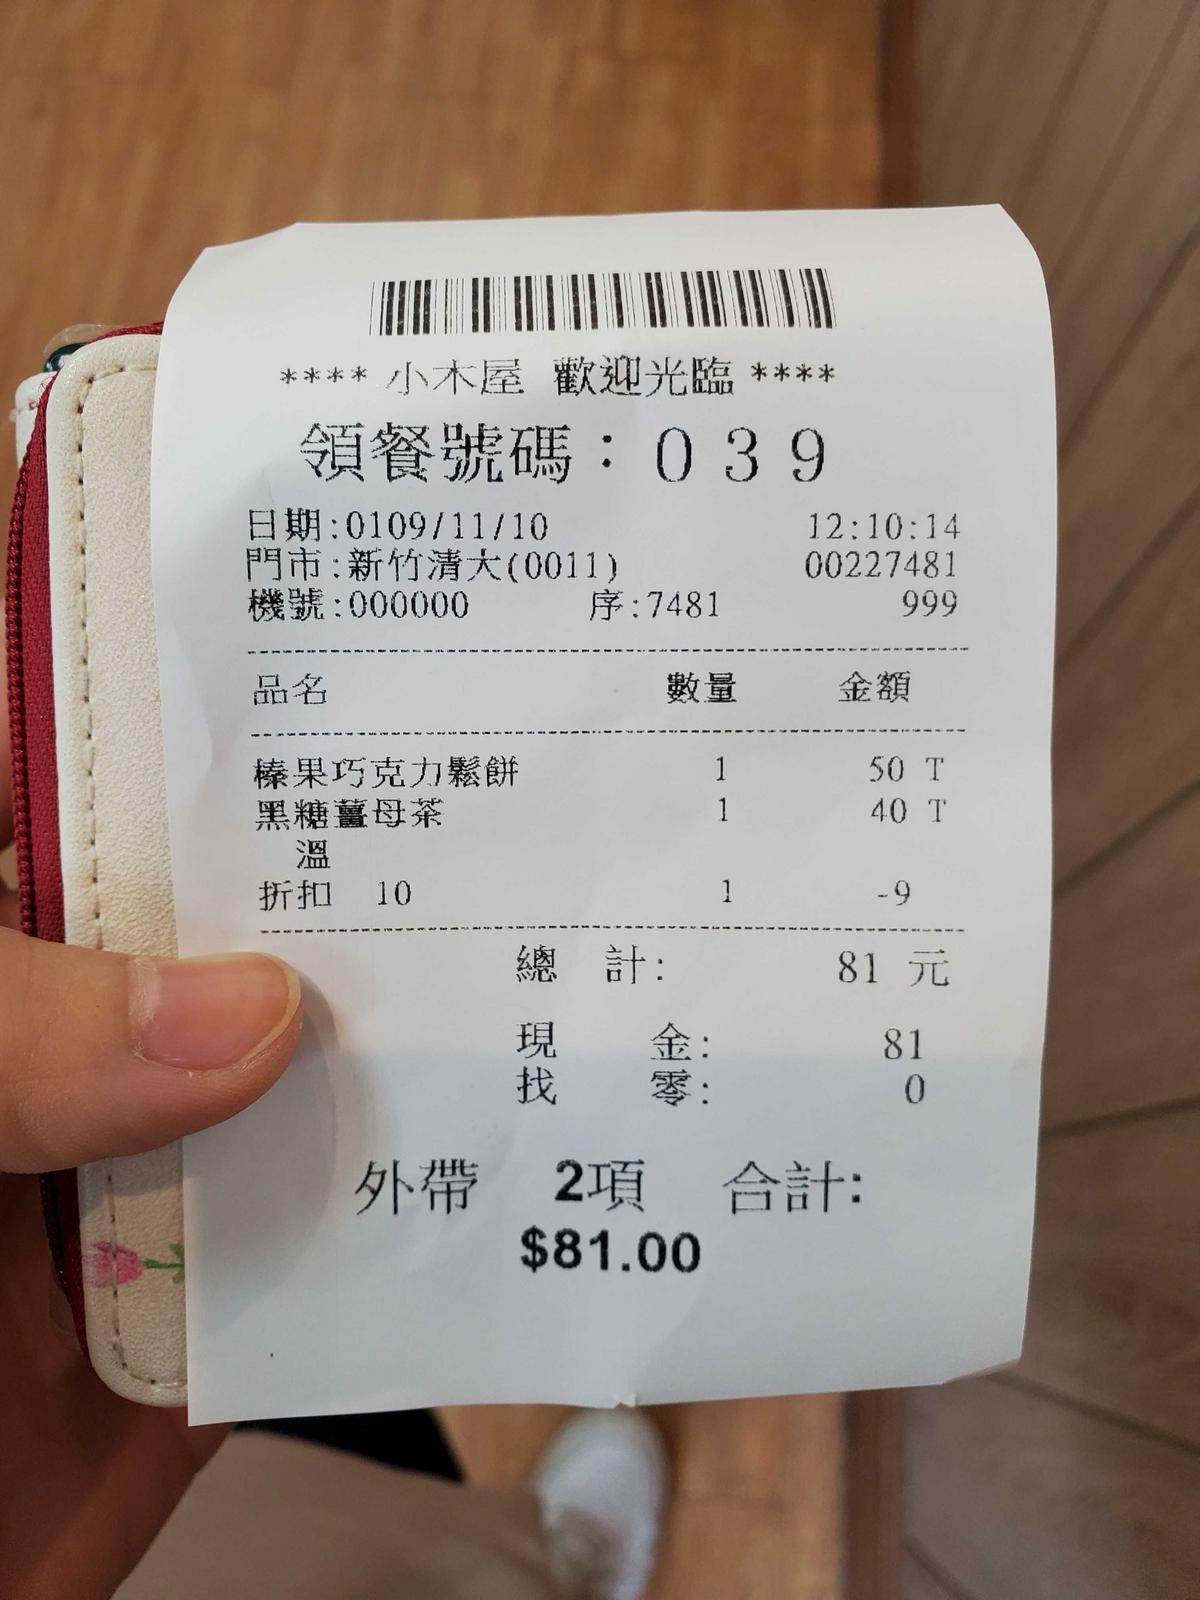 **** 小木屋 歡迎光臨 ****
領餐號碼：039
日期:0109/11/10 12:10:14
門市:新竹清大(0011) 00227481
機號:000000 序:7481 999
品名 數量 金額
榛果巧克力鬆餅 1 50 T
黑糖薑母茶 1 40 T
溫
折扣 10 1 -9
總 計: 81 元
現 金: 81
找 零: 0
外帶 2項 合計:
$81.00